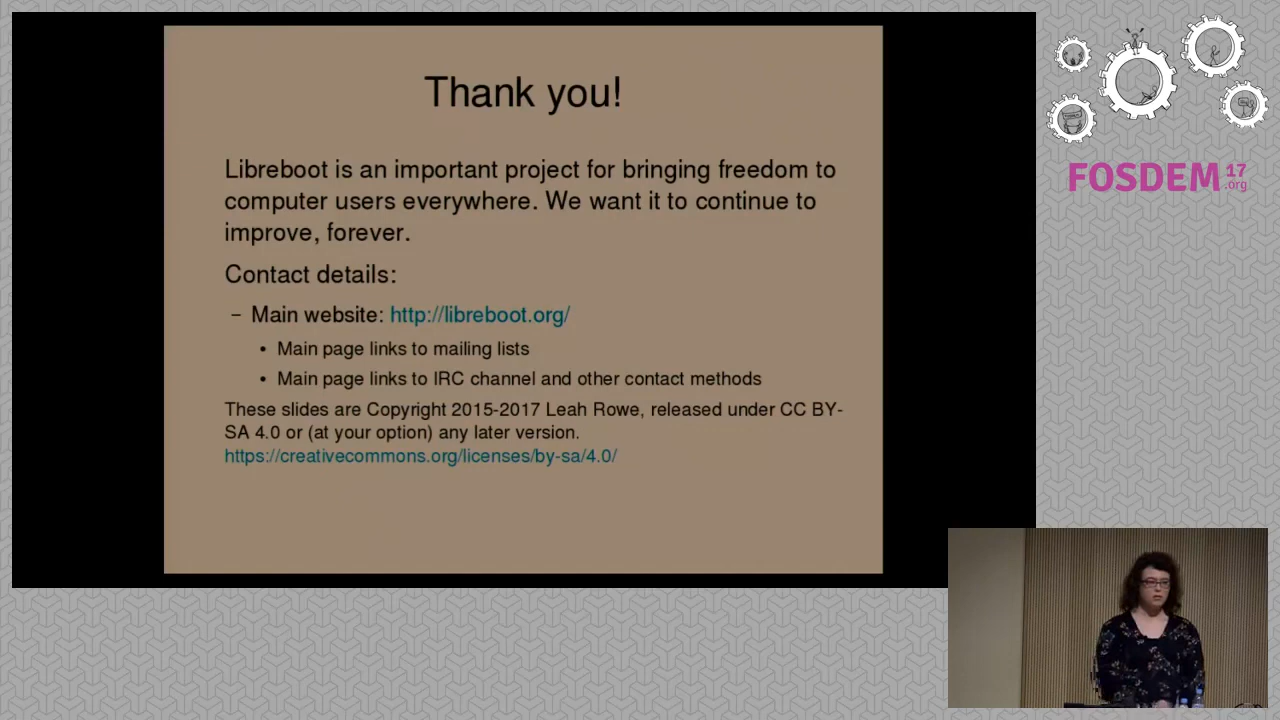 Thank you!
Libreboot is an important project for bringing freedom to
computer users everywhere. We want it to continue to
improve, forever.
Contact details:
– Main website: http://libreboot.org/
• Main page links to mailing lists
• Main page links to IRC channel and other contact methods
These slides are Copyright 2015-2017 Leah Rowe, released under CC BY-
SA 4.0 or (at your option) any later version.
https://creativecommons.org/licenses/by-sa/4.0/
FOSDEM 17
.org